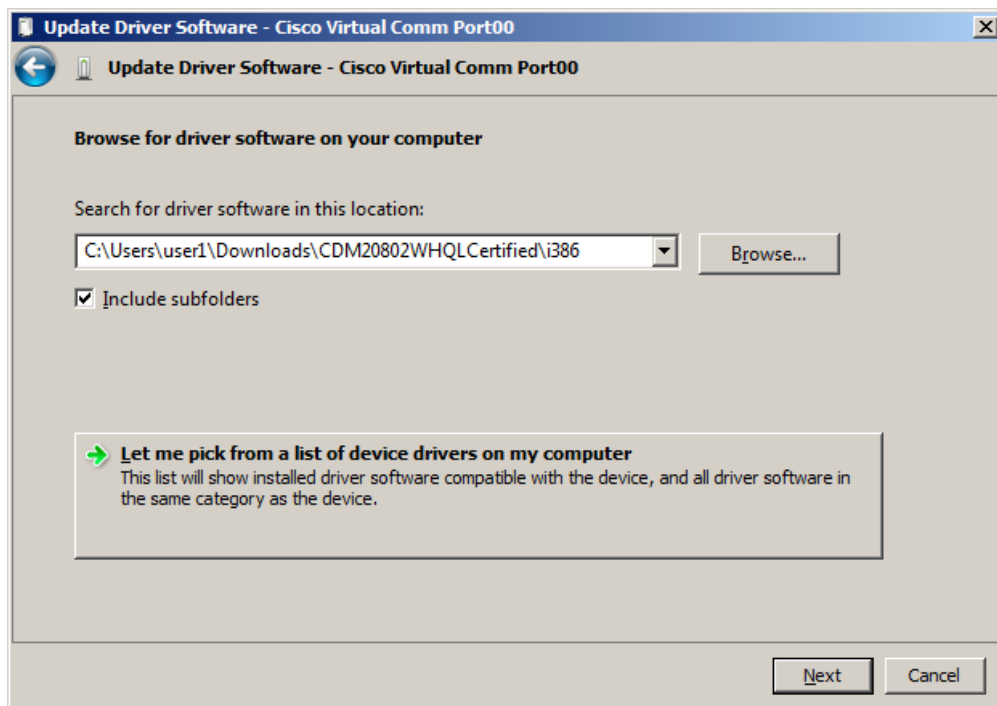 Update Driver Software - Cisco Virtual Comm Port00
Update Driver Software - Cisco Virtual Comm Port00
Browse for driver software on your computer
Search for driver software in this location:
C:\Users\user1\Downloads\CDM20802WHQLCertified\i386
Browse...
Include subfolders
Let me pick from a list of device drivers on my computer
This list will show installed driver software compatible with the device, and all driver software in
the same category as the device.
Next
Cancel